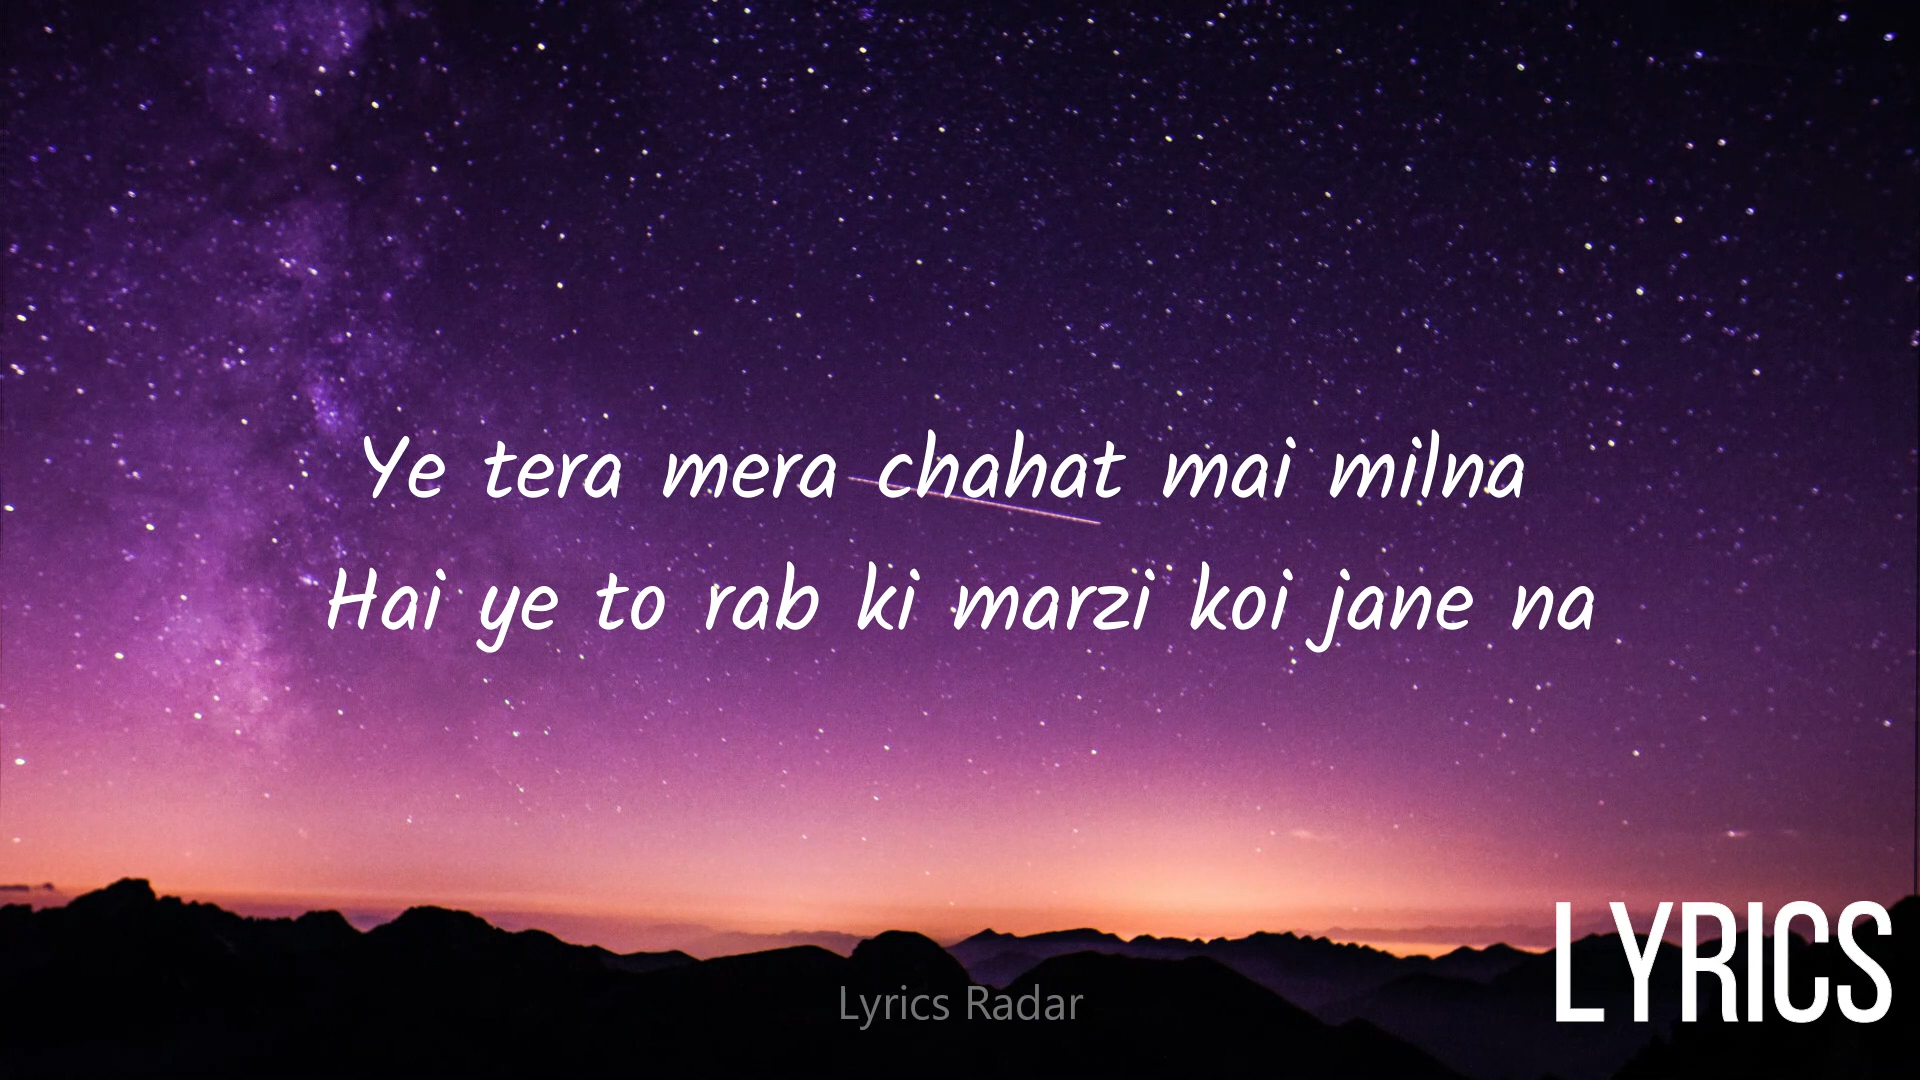 Ye tera mera chahat mai milna
Hai ye to rab ki marzi koi jane na
LYRICS
Lyrics Radar